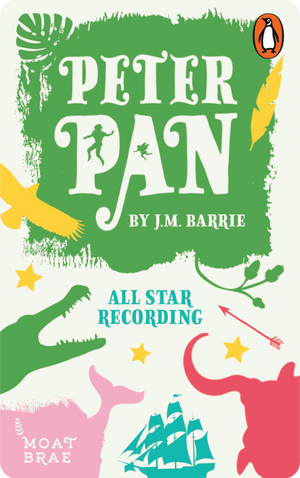 PETER
PAN
BY J.M. BARRIE
ALL STAR
RECORDING
MOAT
BRAE